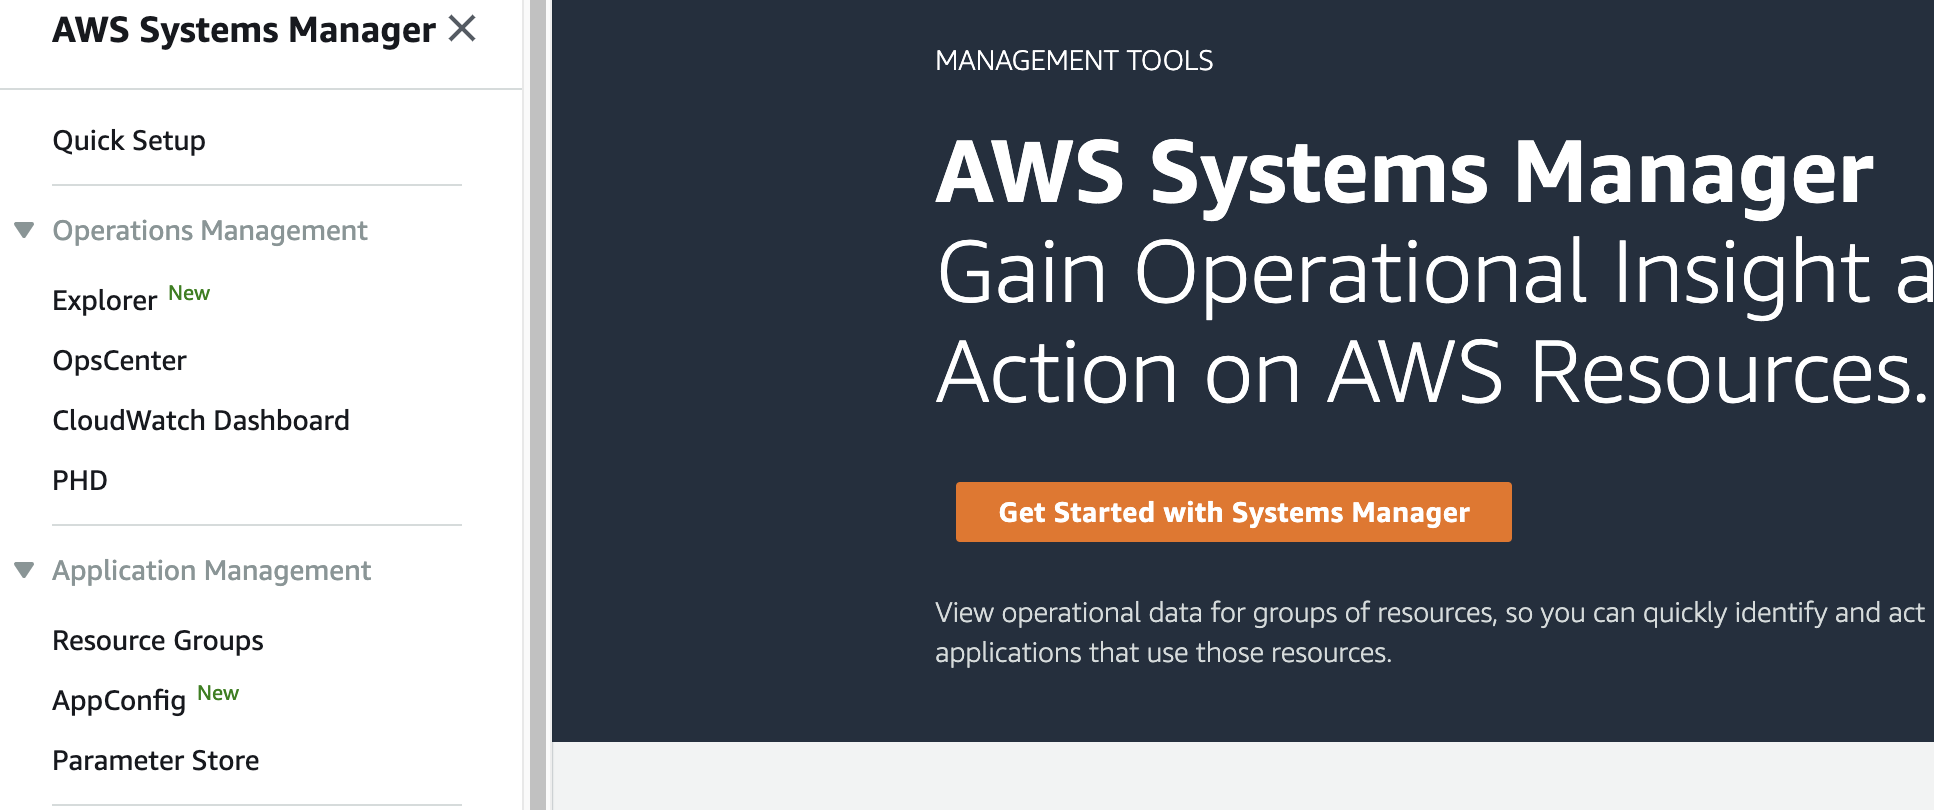 AWS Systems Manager
Quick Setup
Operations Management
Explorer New
OpsCenter
CloudWatch Dashboard
PHD
Application Management
Resource Groups
AppConfig New
Parameter Store
MANAGEMENT TOOLS
AWS Systems Manager
Gain Operational Insight a
Action on AWS Resources.
Get Started with Systems Manager
View operational data for groups of resources, so you can quickly identify and act
applications that use those resources.